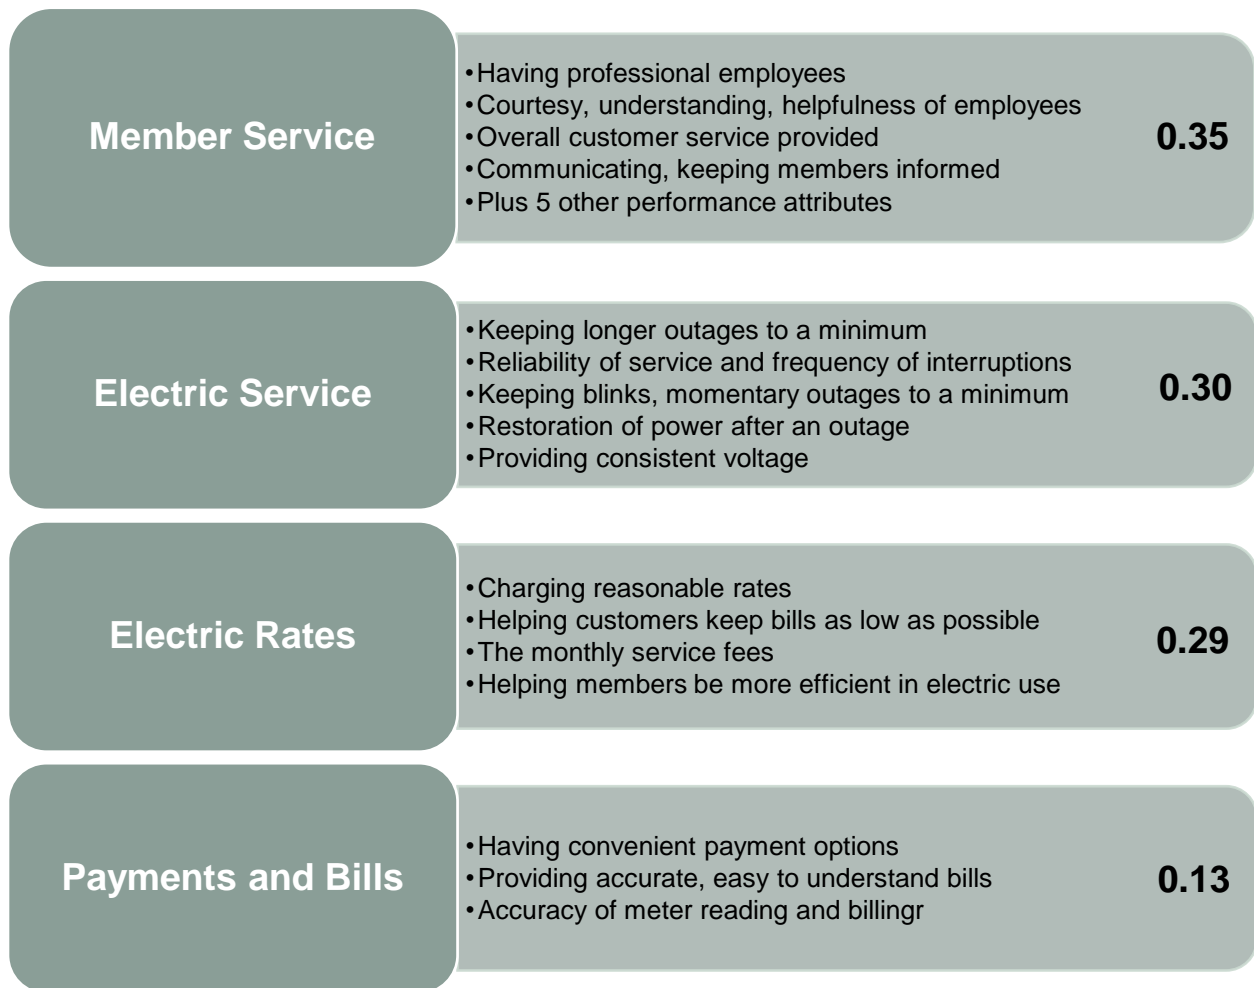 Member Service
•Having professional employees
•Courtesy, understanding, helpfulness of employees
•Overall customer service provided
•Communicating, keeping members informed
•Plus 5 other performance attributes
0.35
Electric Service
•Keeping longer outages to a minimum
•Reliability of service and frequency of interruptions
•Keeping blinks, momentary outages to a minimum
•Restoration of power after an outage
•Providing consistent voltage
0.30
Electric Rates
•Charging reasonable rates
•Helping customers keep bills as low as possible
•The monthly service fees
•Helping members be more efficient in electric use
0.29
Payments and Bills
•Having convenient payment options
•Providing accurate, easy to understand bills
•Accuracy of meter reading and billingr
0.13